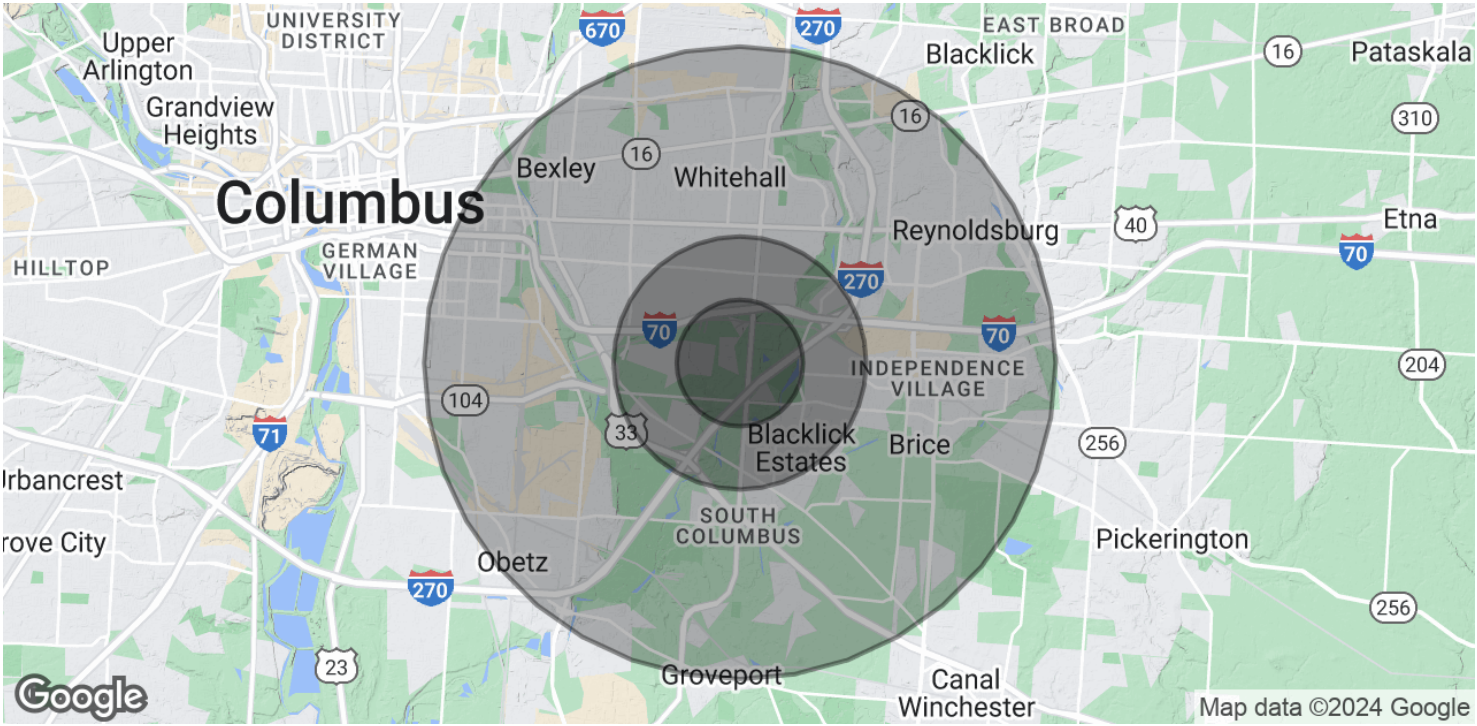 UNIVERSITY
DISTRICT
670
270
EAST BROAD
Upper
Arlington
Blacklick
16
Pataskala
Grandview
Heights
16
310
16
Bexley
Whitehall
Columbus
Reynoldsburg
40
Etna
GERMAN
VILLAGE
HILLTOP
70
270
70
70
INDEPENDENCE
VILLAGE
204
104
71
33
Blacklick
Estates
Brice
256
Urbancrest
SOUTH
COLUMBUS
rove City
Pickerington
Obetz
270
256
23
Groveport
Canal
Winchester
Google
Map data ©2024 Google